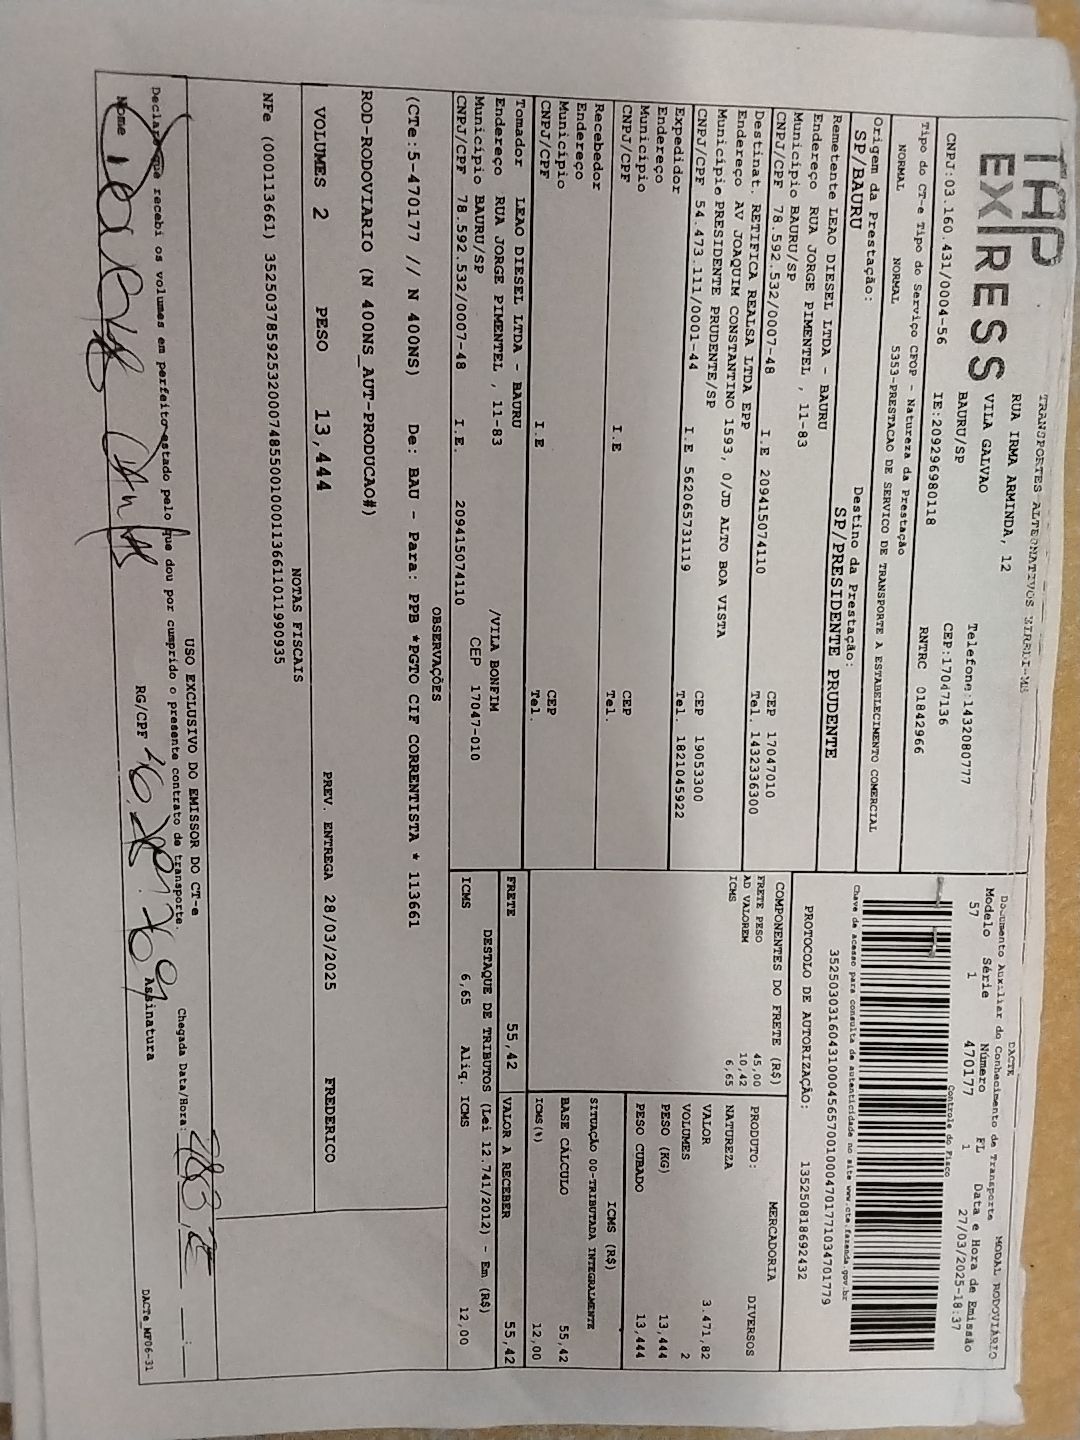 TAP
EXPRESS
TRANSPORTES ALTERNATIVOS EIRELI-ME
RUA IRMA ARMINDA, 12
VILA GALVAO Telefone:1432080777
BAURU/SP CEP:17047136
CNPJ:03.160.431/0004-56 IE:209296980118 RNTRC 01842966
Tipo do CT-e Tipo do Serviço CFOP - Natureza da Prestação
NORMAL NORMAL 5353-PRESTACAO DE SERVICO DE TRANSPORTE A ESTABELECIMENTO COMERCIAL
Origem da Prestação: Destino da Prestação:
SP/BAURU SP/PRESIDENTE PRUDENTE
Remetente LEAO DIESEL LTDA - BAURU
Endereço RUA JORGE PIMENTEL , 11-83
Município BAURU/SP CEP 17047010
CNPJ/CPF 78.592.532/0007-48 I.E 209415074110 Tel. 1432336300
Destinat. RETIFICA REALSA LTDA EPP
Endereço AV JOAQUIM CONSTANTINO 1593, 0/JD ALTO BOA VISTA
Município PRESIDENTE PRUDENTE/SP CEP 19053300
CNPJ/CPF 54.473.111/0001-44 I.E 562065731119 Tel. 1821045922
Expedidor
Endereço
Município CEP
CNPJ/CPF I.E Tel.
Recebedor
Endereço
Município CEP
CNPJ/CPF I.E Tel.
Tomador LEAO DIESEL LTDA - BAURU
Endereço RUA JORGE PIMENTEL , 11-83 /VILA BONFIM
Município BAURU/SP CEP 17047-010
CNPJ/CPF 78.592.532/0007-48 I.E. 209415074110
DACTE MODAL RODOVIÁRIO
Documento Auxiliar do Conhecimento de Transporte
Modelo Série Número FL Data e Hora de Emissão
57 1 470177 1 27/03/2025-18:37
Controle do Fisco
Chave de acesso para consulta de autenticidade no site www.cte.fazenda.gov.br
35250303160431000456570010004701771034701779
PROTOCOLO DE AUTORIZAÇÃO: 135250818692432
COMPONENTES DO FRETE (R$)
FRETE PESO 45,00
AD VALOREM 10,42
ICMS 6,65
MERCADORIA
PRODUTO: DIVERSOS
NATUREZA
VALOR 3.471,82
VOLUMES 2
PESO (KG) 13,444
PESO CUBADO 13,444
ICMS (R$)
SITUAÇÃO 00-TRIBUTADA INTEGRALMENTE
BASE CÁLCULO 55,42
ICMS(%) 12,00
FRETE 55,42 VALOR A RECEBER 55,42
DESTAQUE DE TRIBUTOS (Lei 12.741/2012) - Em (R$)
ICMS 6,65 Aliq. ICMS 12,00
OBSERVAÇÕES
(CTe:5-470177 // N 400NS) De: BAU - Para: PPB *PGTO CIF CORRENTISTA * 113661
ROD-RODOVIARIO (N 400NS_AUT-PRODUCAO#)
VOLUMES 2 PESO 13,444 PREV. ENTREGA 28/03/2025 FREDERICO
NOTAS FISCAIS
NFe (000113661) 35250378592532000748550010001136611011990935
USO EXCLUSIVO DO EMISSOR DO CT-e
Declaro que recebi os volumes em perfeito estado pelo que dou por cumprido o presente contrato de transporte. Chegada Data/Hora:
Nome RG/CPF Assinatura
DACTe_MF06-31